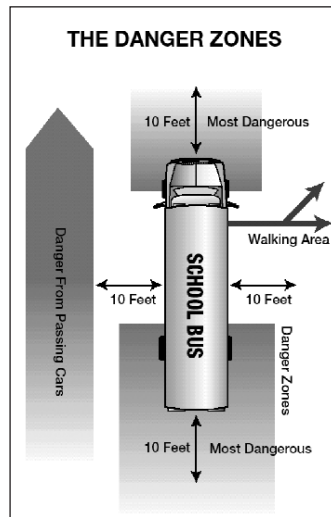 THE DANGER ZONES
10 Feet
Most Dangerous
Walking Area
Danger From Passing Cars
SCHOOL BUS
10 Feet
10 Feet
Danger Zones
10 Feet
Most Dangerous